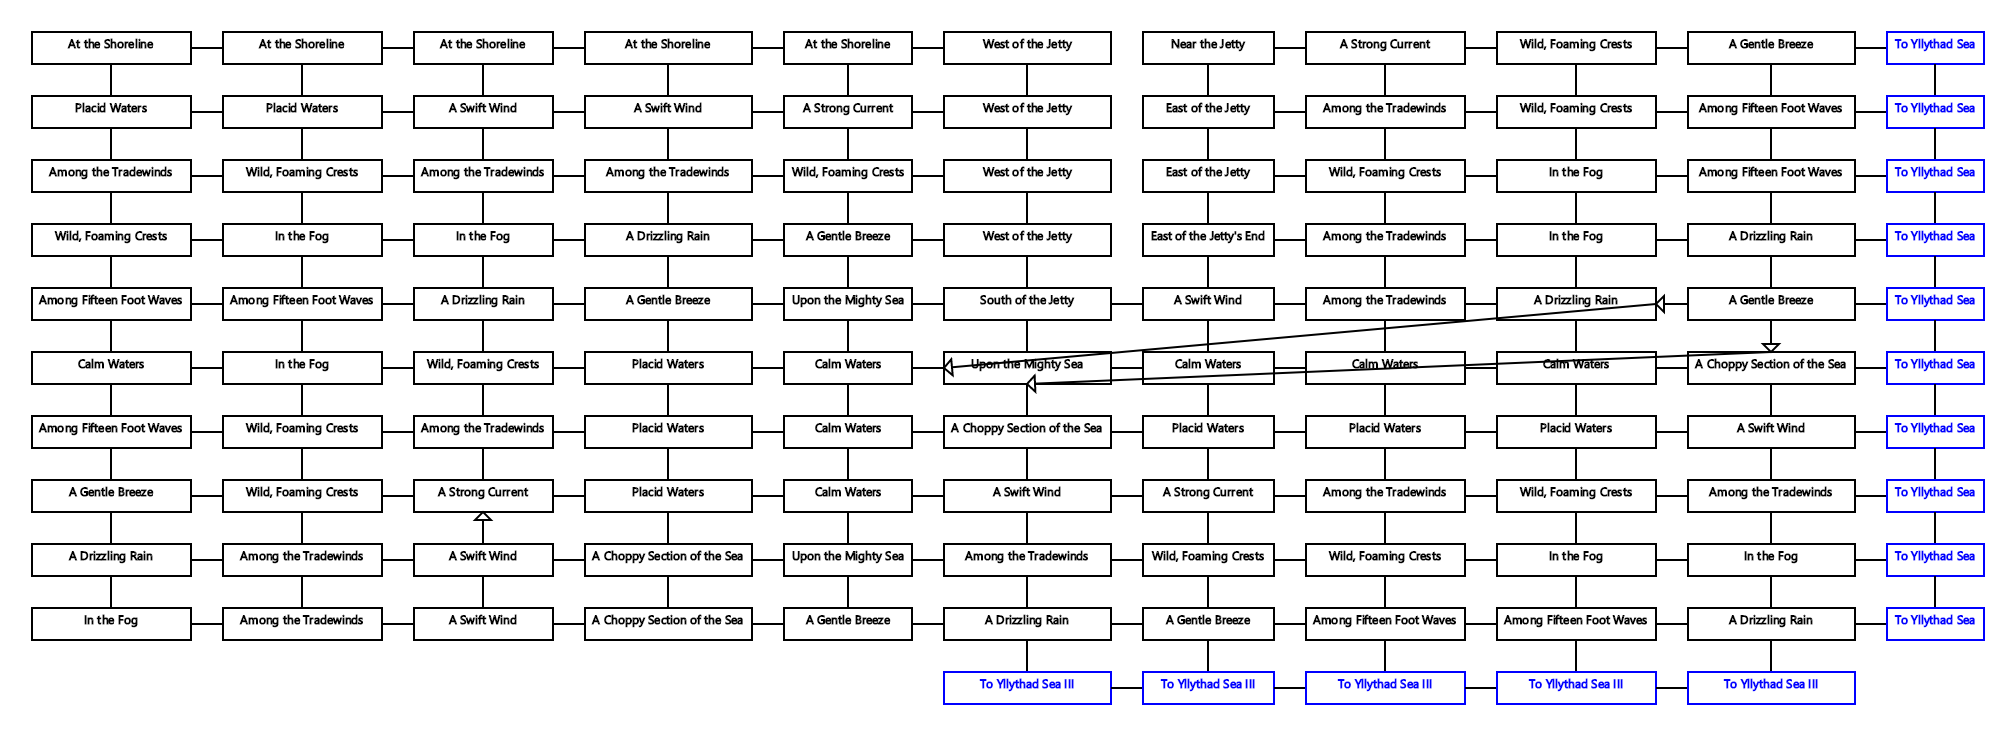 At the Shoreline At the Shoreline At the Shoreline At the Shoreline At the Shoreline West of the Jetty Near the Jetty A Strong Current Wild, Foaming Crests A Gentle Breeze To Yllythad Sea
Placid Waters Placid Waters A Swift Wind A Swift Wind A Strong Current West of the Jetty East of the Jetty Among the Tradewinds Wild, Foaming Crests Among Fifteen Foot Waves To Yllythad Sea
Among the Tradewinds Wild, Foaming Crests Among the Tradewinds Among the Tradewinds Wild, Foaming Crests West of the Jetty East of the Jetty Wild, Foaming Crests In the Fog Among Fifteen Foot Waves To Yllythad Sea
Wild, Foaming Crests In the Fog In the Fog A Drizzling Rain A Gentle Breeze West of the Jetty East of the Jetty's End Among the Tradewinds In the Fog A Drizzling Rain To Yllythad Sea
Among Fifteen Foot Waves Among Fifteen Foot Waves A Drizzling Rain A Gentle Breeze Upon the Mighty Sea South of the Jetty A Swift Wind Among the Tradewinds A Drizzling Rain A Gentle Breeze To Yllythad Sea
Calm Waters In the Fog Wild, Foaming Crests Placid Waters Calm Waters Upon the Mighty Sea Calm Waters Calm Waters Calm Waters A Choppy Section of the Sea To Yllythad Sea
Among Fifteen Foot Waves Wild, Foaming Crests Among the Tradewinds Placid Waters Calm Waters A Choppy Section of the Sea Placid Waters Placid Waters Placid Waters A Swift Wind To Yllythad Sea
A Gentle Breeze Wild, Foaming Crests A Strong Current Placid Waters Calm Waters A Swift Wind A Strong Current Among the Tradewinds Wild, Foaming Crests Among the Tradewinds To Yllythad Sea
A Drizzling Rain Among the Tradewinds A Swift Wind A Choppy Section of the Sea Upon the Mighty Sea Among the Tradewinds Wild, Foaming Crests Wild, Foaming Crests In the Fog In the Fog To Yllythad Sea
In the Fog Among the Tradewinds A Swift Wind A Choppy Section of the Sea A Gentle Breeze A Drizzling Rain A Gentle Breeze Among Fifteen Foot Waves Among Fifteen Foot Waves A Drizzling Rain To Yllythad Sea
To Yllythad Sea III To Yllythad Sea III To Yllythad Sea III To Yllythad Sea III To Yllythad Sea III